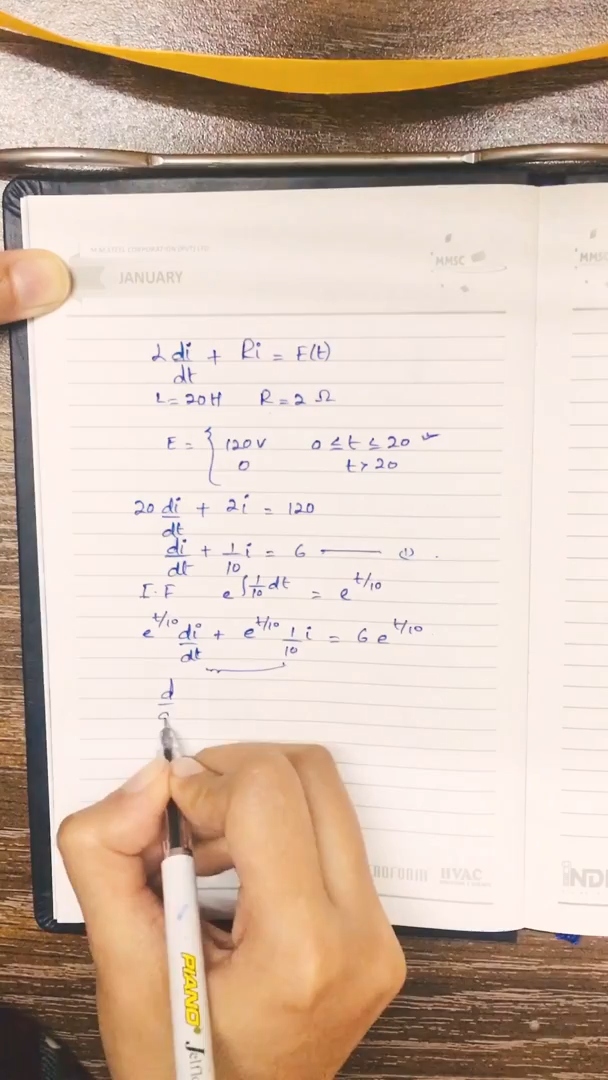 MMSC
MMSC
JANUARY
L di/dt + Ri = E(t)
L = 20H R = 2 Ω
E = { 120V 0 ≤ t ≤ 20
0 t > 20
20 di/dt + 2i = 120
di/dt + 1/10 i = 6 —— ①.
I.F e^∫1/10 dt = e^t/10
e^t/10 di/dt + e^t/10 1/10 i = 6 e^t/10
d
HVAC
PIANO